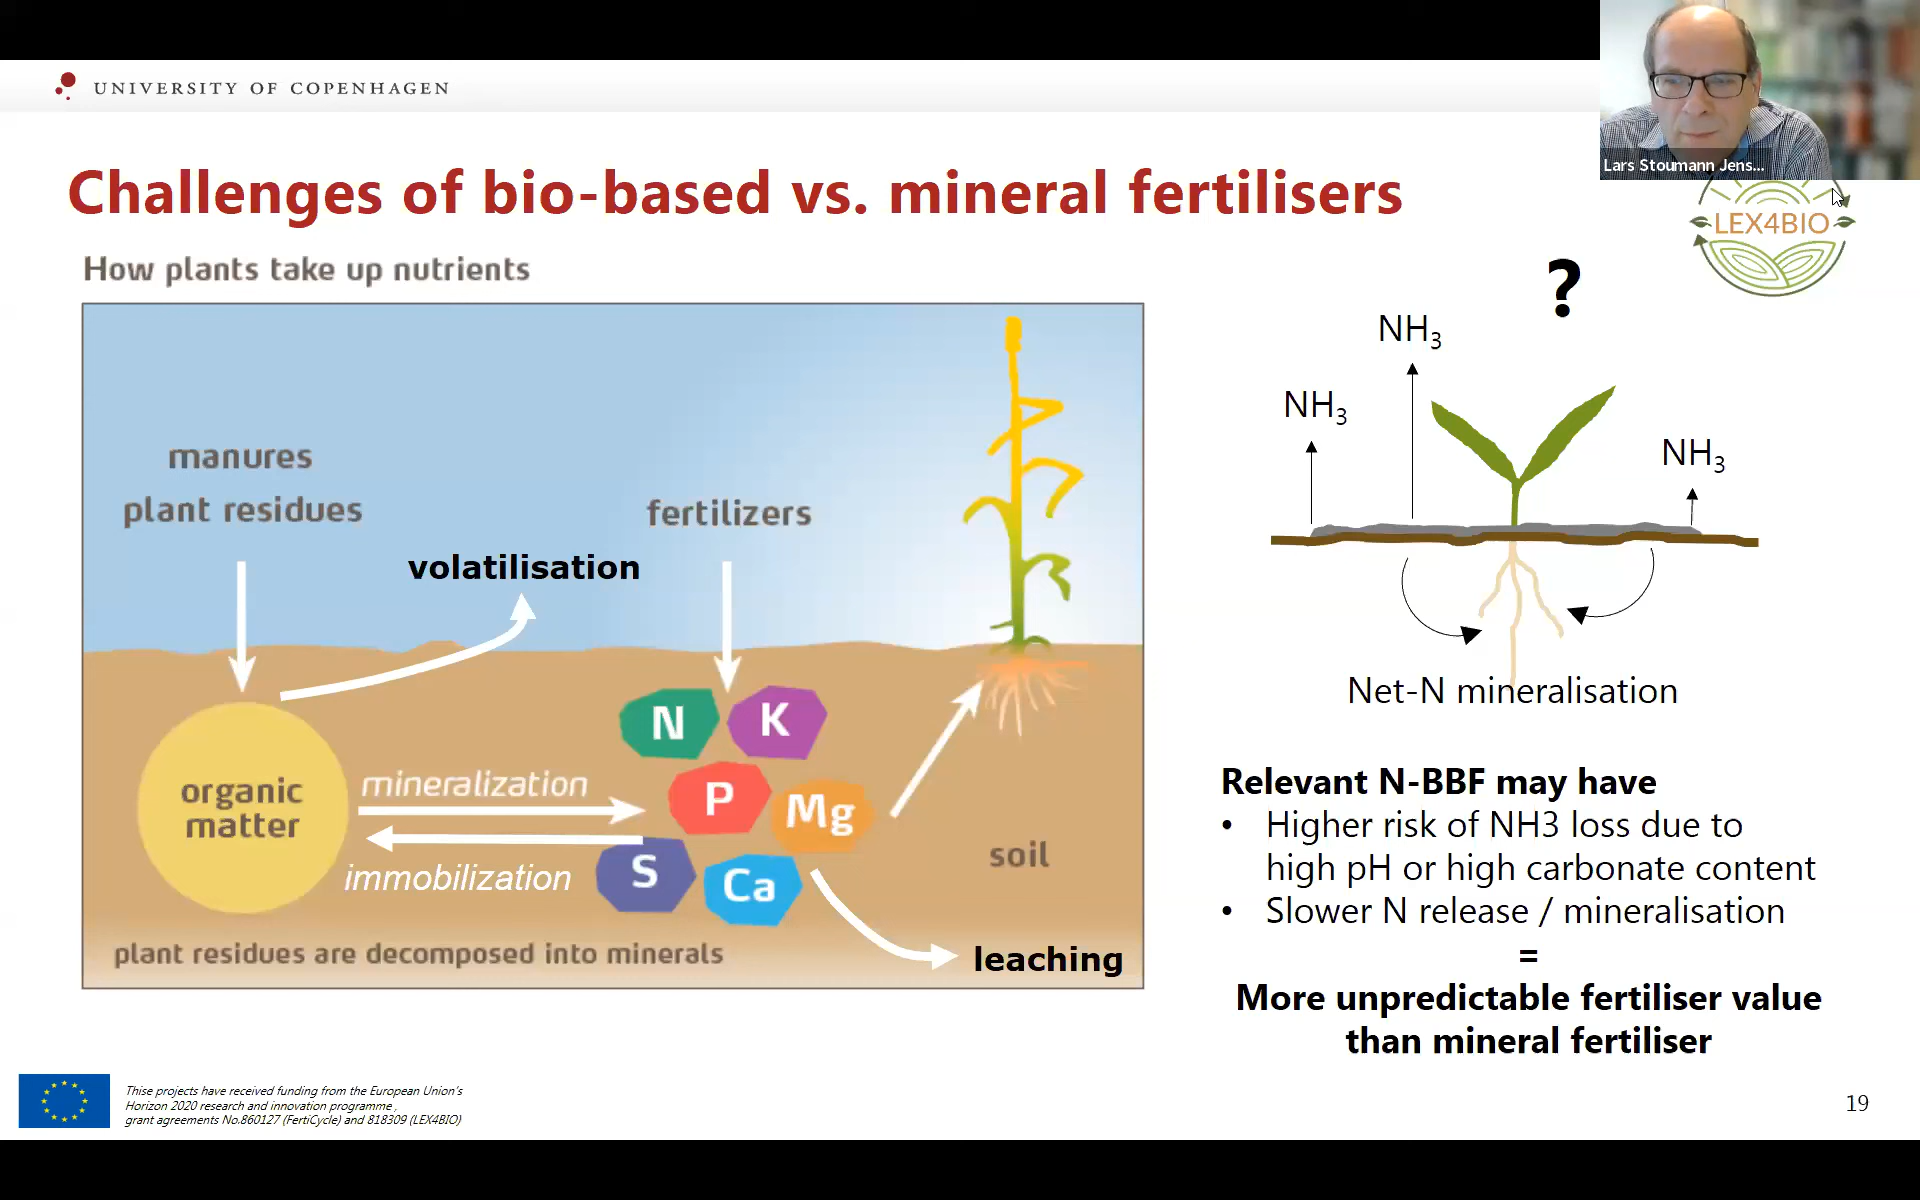 UNIVERSITY OF COPENHAGEN
Lars Stoumann Jens...
Challenges of bio-based vs. mineral fertilisers
LEX4BIO
How plants take up nutrients
?
NH3
NH3
NH3
manures
plant residues
fertilizers
volatilisation
N
K
P
Mg
S
Ca
organic
matter
mineralization
immobilization
soil
plant residues are decomposed into minerals
leaching
Net-N mineralisation
Relevant N-BBF may have
• Higher risk of NH3 loss due to
high pH or high carbonate content
• Slower N release / mineralisation
=
More unpredictable fertiliser value
than mineral fertiliser
Thise projects have received funding from the European Union's
Horizon 2020 research and innovation programme ,
grant agreements No.860127 (FertiCycle) and 818309 (LEX4BIO)
19